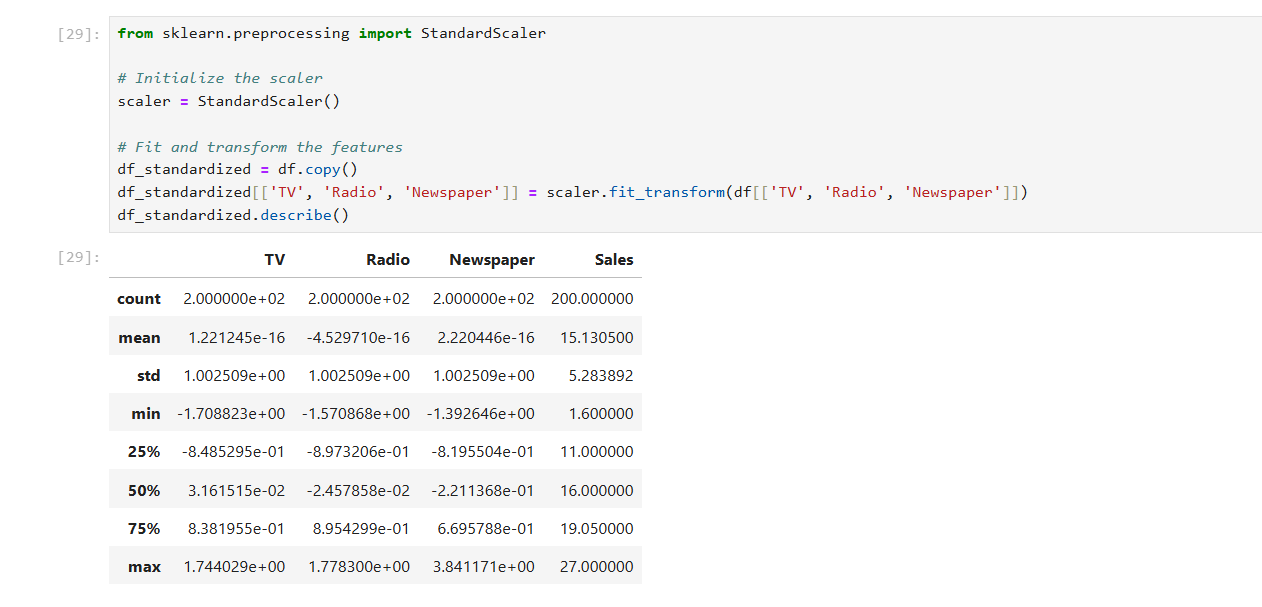 [29]: from sklearn.preprocessing import StandardScaler
# Initialize the scaler
scaler = StandardScaler()
# Fit and transform the features
df_standardized = df.copy()
df_standardized[['TV', 'Radio', 'Newspaper']] = scaler.fit_transform(df[['TV', 'Radio', 'Newspaper']])
df_standardized.describe()
[29]: TV Radio Newspaper Sales
count 2.000000e+02 2.000000e+02 2.000000e+02 200.000000
mean 1.221245e-16 -4.529710e-16 2.220446e-16 15.130500
std 1.002509e+00 1.002509e+00 1.002509e+00 5.283892
min -1.708823e+00 -1.570868e+00 -1.392646e+00 1.600000
25% -8.485295e-01 -8.973206e-01 -8.195504e-01 11.000000
50% 3.161515e-02 -2.457858e-02 -2.211368e-01 16.000000
75% 8.381955e-01 8.954299e-01 6.695788e-01 19.050000
max 1.744029e+00 1.778300e+00 3.841171e+00 27.000000